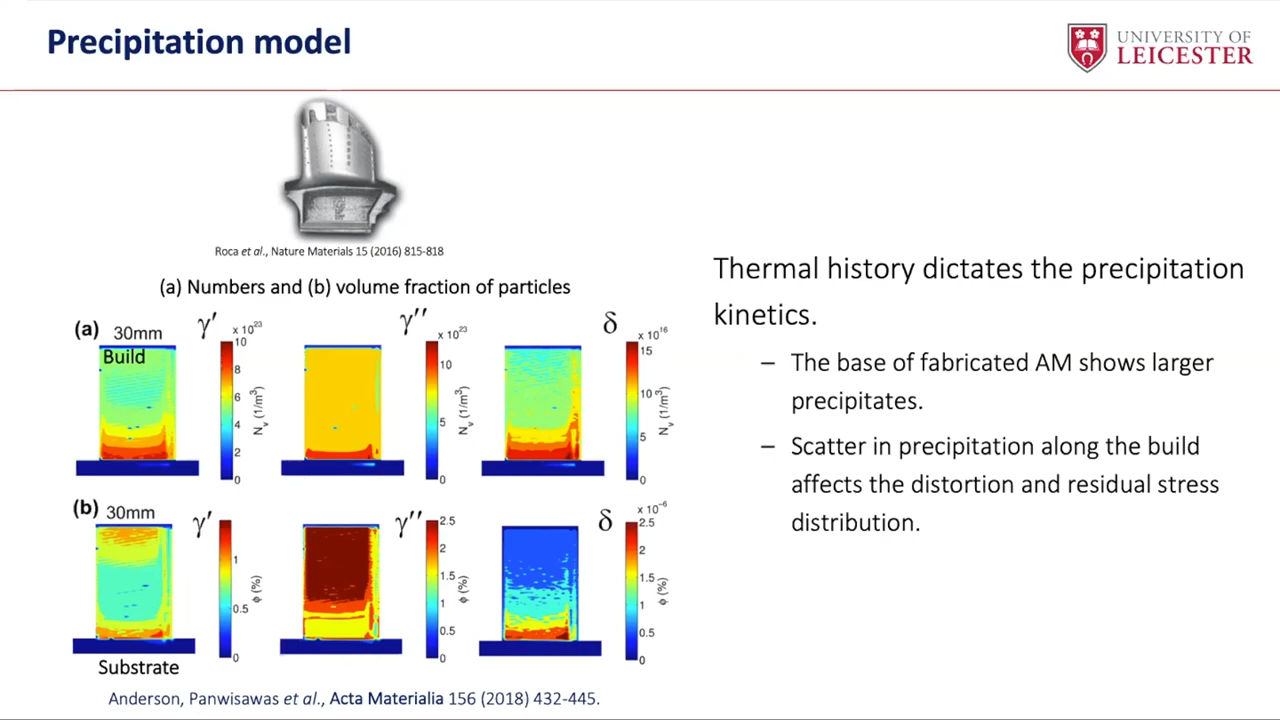 Precipitation model
UNIVERSITY OF
LEICESTER
Roca et al., Nature Materials 15 (2016) 815-818
(a) Numbers and (b) volume fraction of particles
(a) 30mm γ′ x 10²³ γ′′ x 10²³ δ x 10¹⁶
Build
10
8
6
4
2
0
Nᵥ (1/m³)
10
5
0
Nᵥ (1/m³)
15
10
5
0
Nᵥ (1/m³)
(b) 30mm γ′ γ′′ δ x 10⁻⁶
1
0.5
0
ϕ (%)
2.5
2
1.5
1
0.5
0
ϕ (%)
2.5
2
1.5
1
0.5
0
ϕ (%)
Substrate
Anderson, Panwisawas et al., Acta Materialia 156 (2018) 432-445.
Thermal history dictates the precipitation
kinetics.
– The base of fabricated AM shows larger
precipitates.
– Scatter in precipitation along the build
affects the distortion and residual stress
distribution.